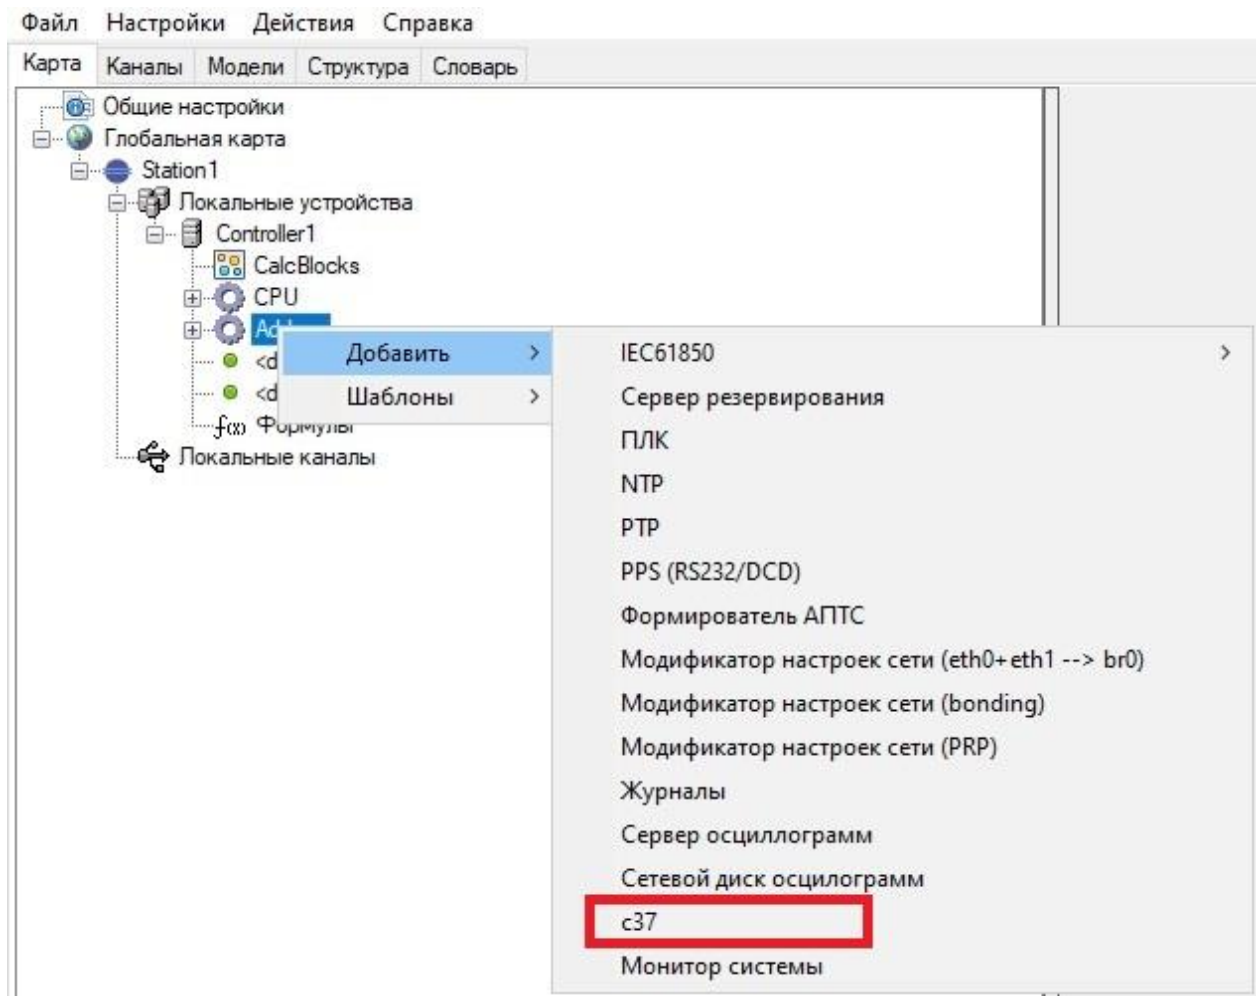 Файл Настройки Действия Справка
Карта Каналы Модели Структура Словарь
Общие настройки
Глобальная карта
Station1
Локальные устройства
Controller1
CalcBlocks
CPU
Добавить
Шаблоны
Формулы
Локальные каналы
IEC61850
Сервер резервирования
ПЛК
NTP
PTP
PPS (RS232/DCD)
Формирователь АПТС
Модификатор настроек сети (eth0+eth1 --> br0)
Модификатор настроек сети (bonding)
Модификатор настроек сети (PRP)
Журналы
Сервер осциллограмм
Сетевой диск осцилограмм
c37
Монитор системы